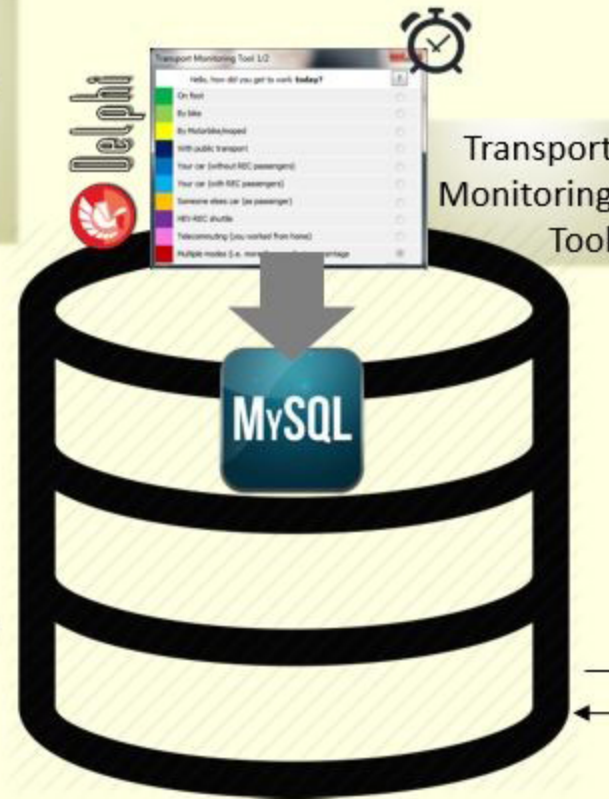 Delphi
Transport Monitoring Tool 1/2
Hello, how did you get to work today?
On foot
By bike
By Motorbike/moped
With public transport
Your car (without REC passengers)
Your car (with REC passengers)
Someone elses car (as passenger)
REC shuttle
Telecommuting (you worked from home)
Multiple modes (i.e. more
Transport
Monitoring
Tool
MySQL